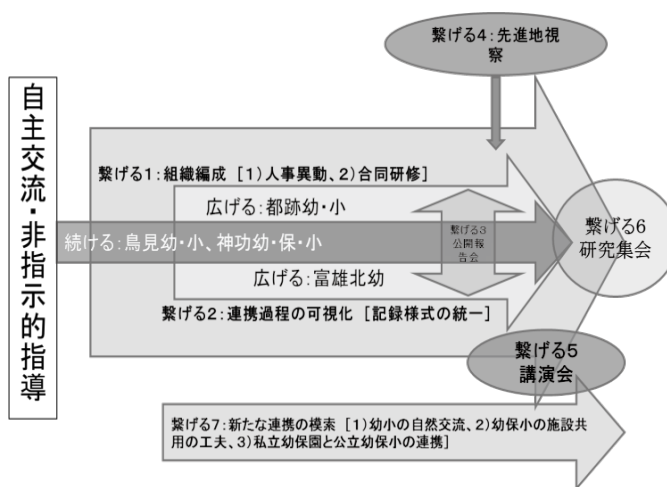 自主交流・非指示的指導
繋げる4：先進地視
察
繋げる1：組織編成［1）人事異動、2）合同研修］
広げる：都跡幼・小
続ける：鳥見幼・小、神功幼・保・小
繋げる3
公開報
告会
広げる：富雄北幼
繋げる2：連携過程の可視化［記録様式の統一］
繋げる6
研究集会
繋げる5
講演会
繋げる7：新たな連携の模索［1）幼小の自然交流、2）幼保小の施設共
用の工夫、3）私立幼保園と公立幼保小の連携］